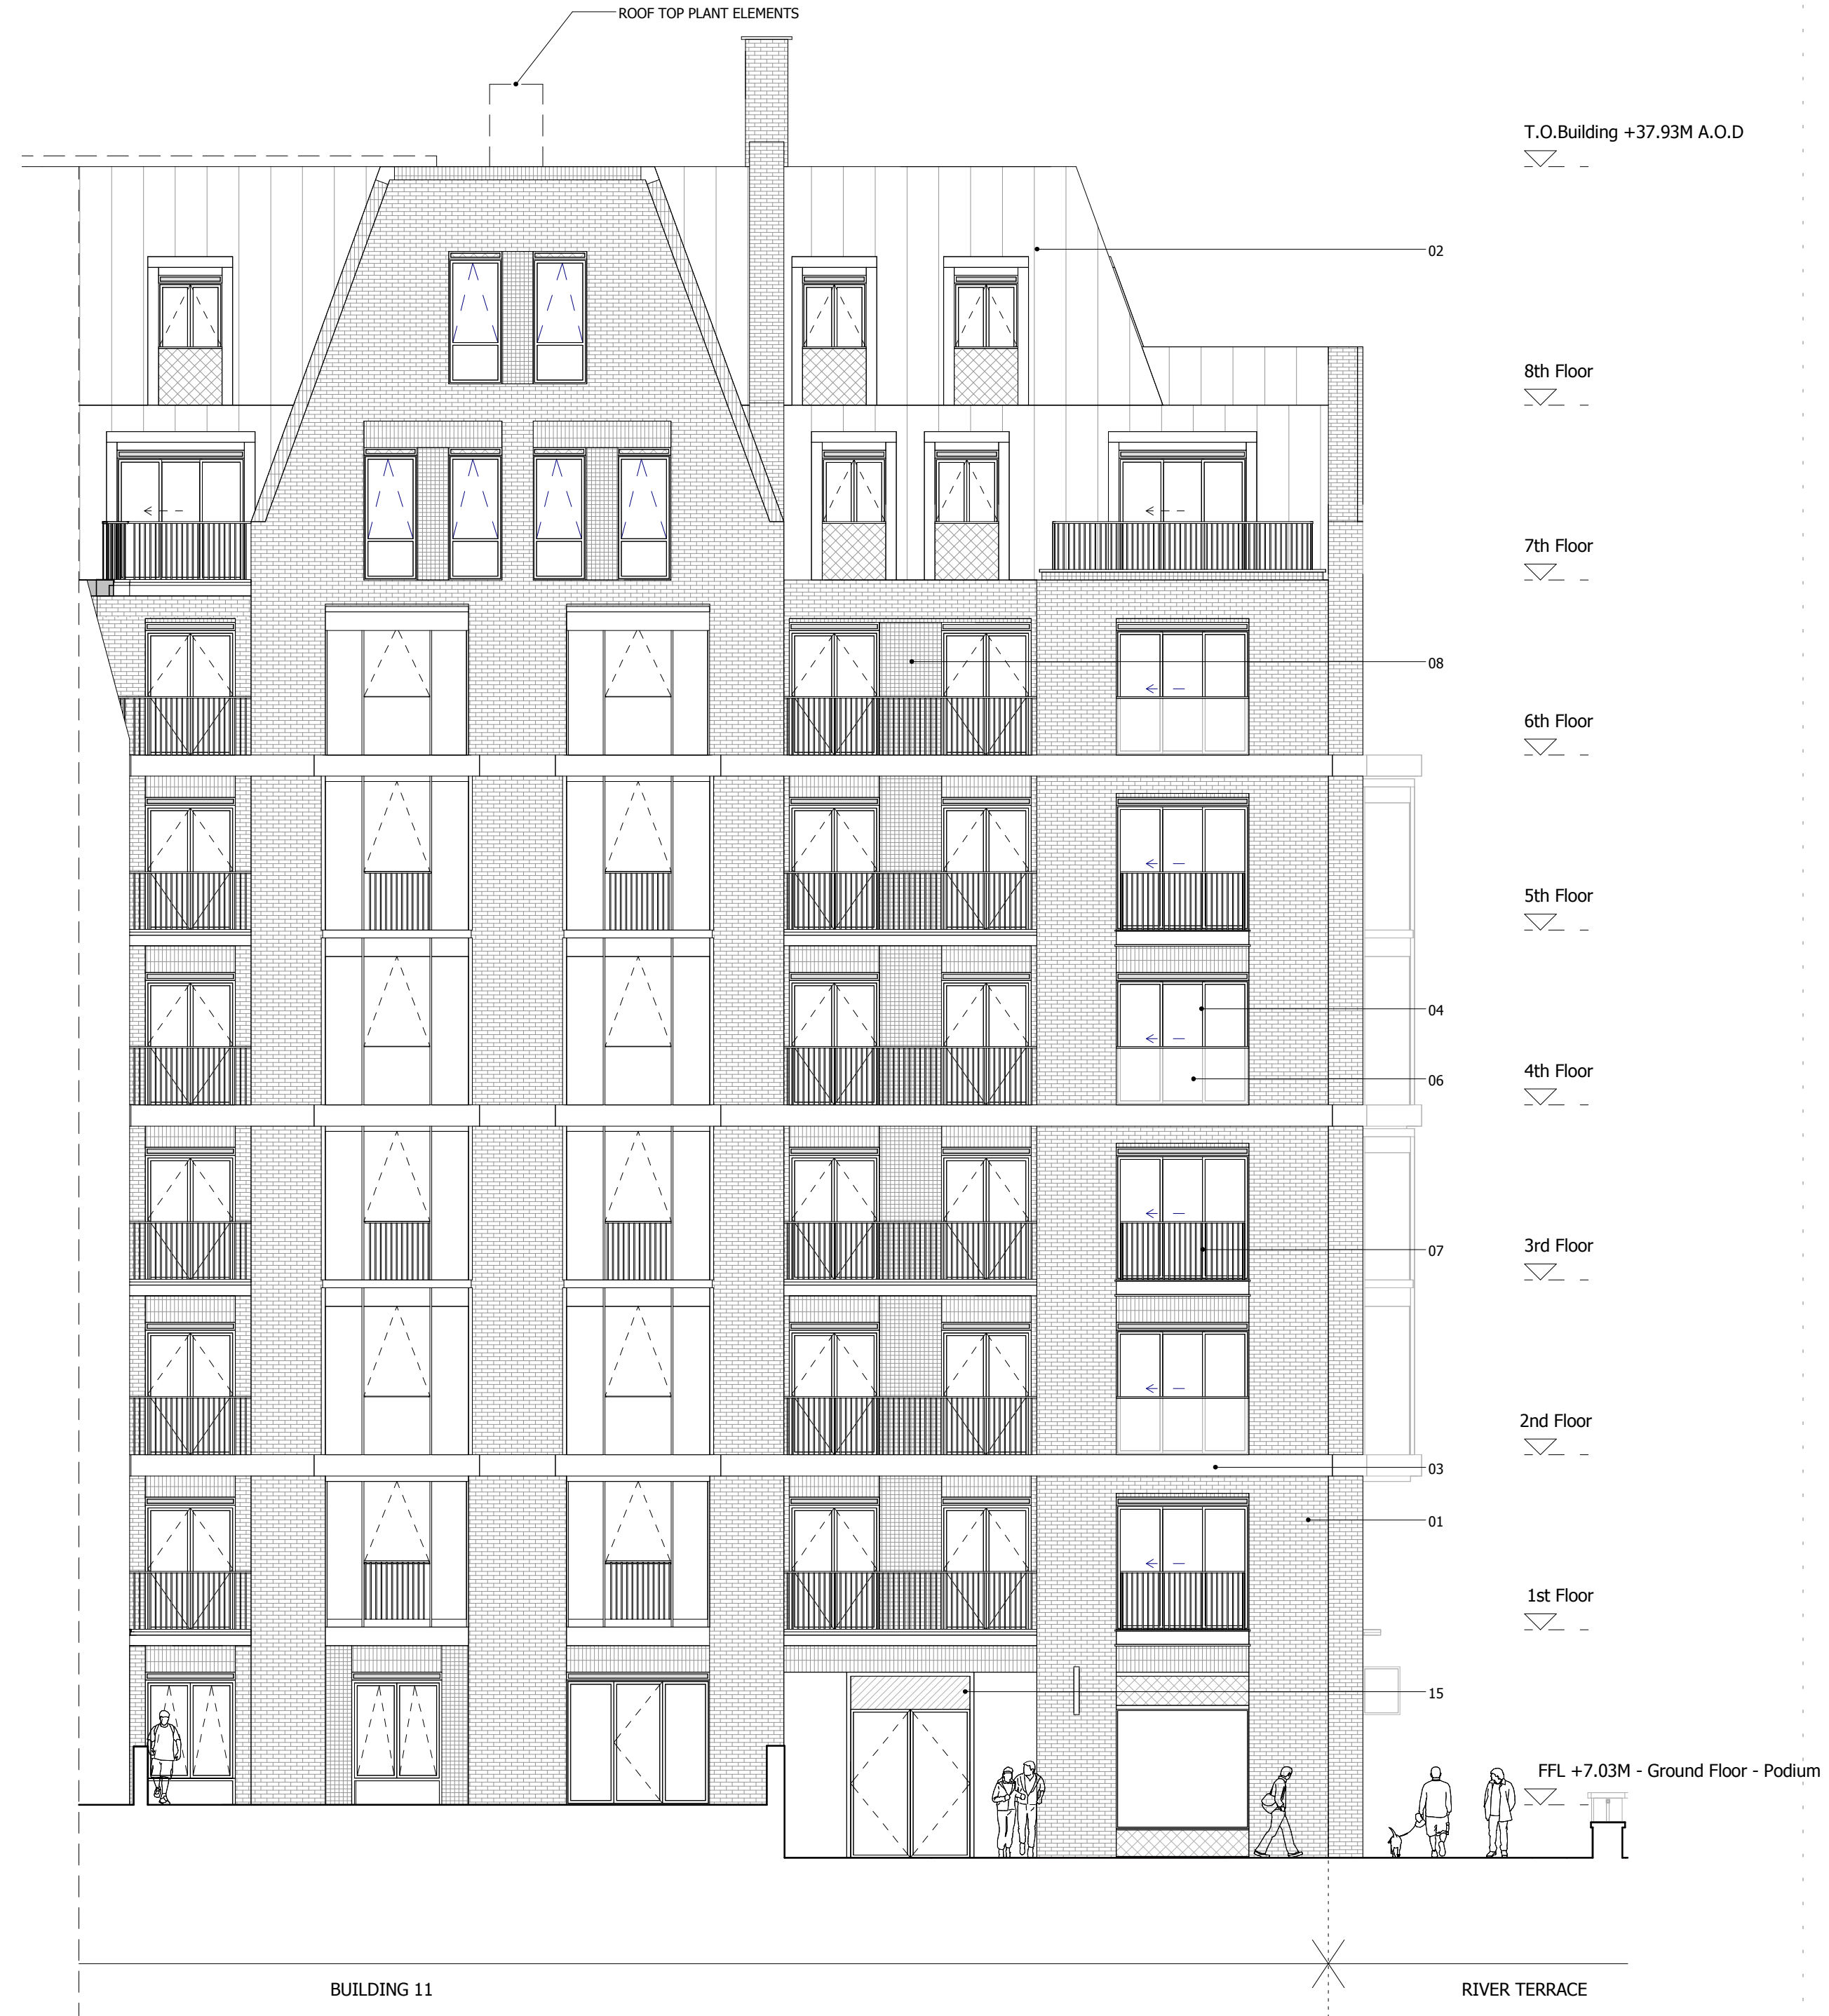 ROOF TOP PLANT ELEMENTS
T.O.Building +37.93M A.O.D
02
8th Floor
7th Floor
08
6th Floor
5th Floor
04
4th Floor
06
3rd Floor
07
2nd Floor
03
01
1st Floor
15
FFL +7.03M - Ground Floor - Podium
BUILDING 11
RIVER TERRACE